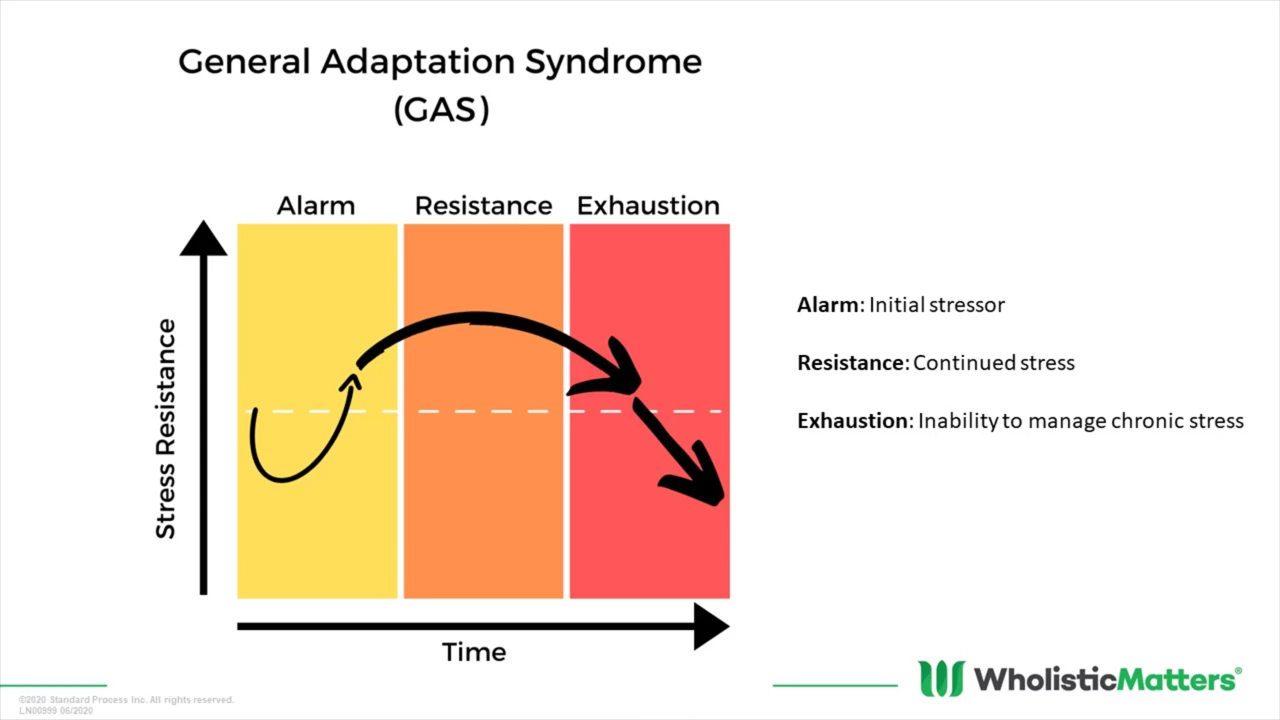 General Adaptation Syndrome
(GAS)
Alarm
Resistance
Exhaustion
Stress Resistance
Time
Alarm: Initial stressor
Resistance: Continued stress
Exhaustion: Inability to manage chronic stress
©2020 Standard Process Inc. All rights reserved.
LN00999 06/2020
WholisticMatters®